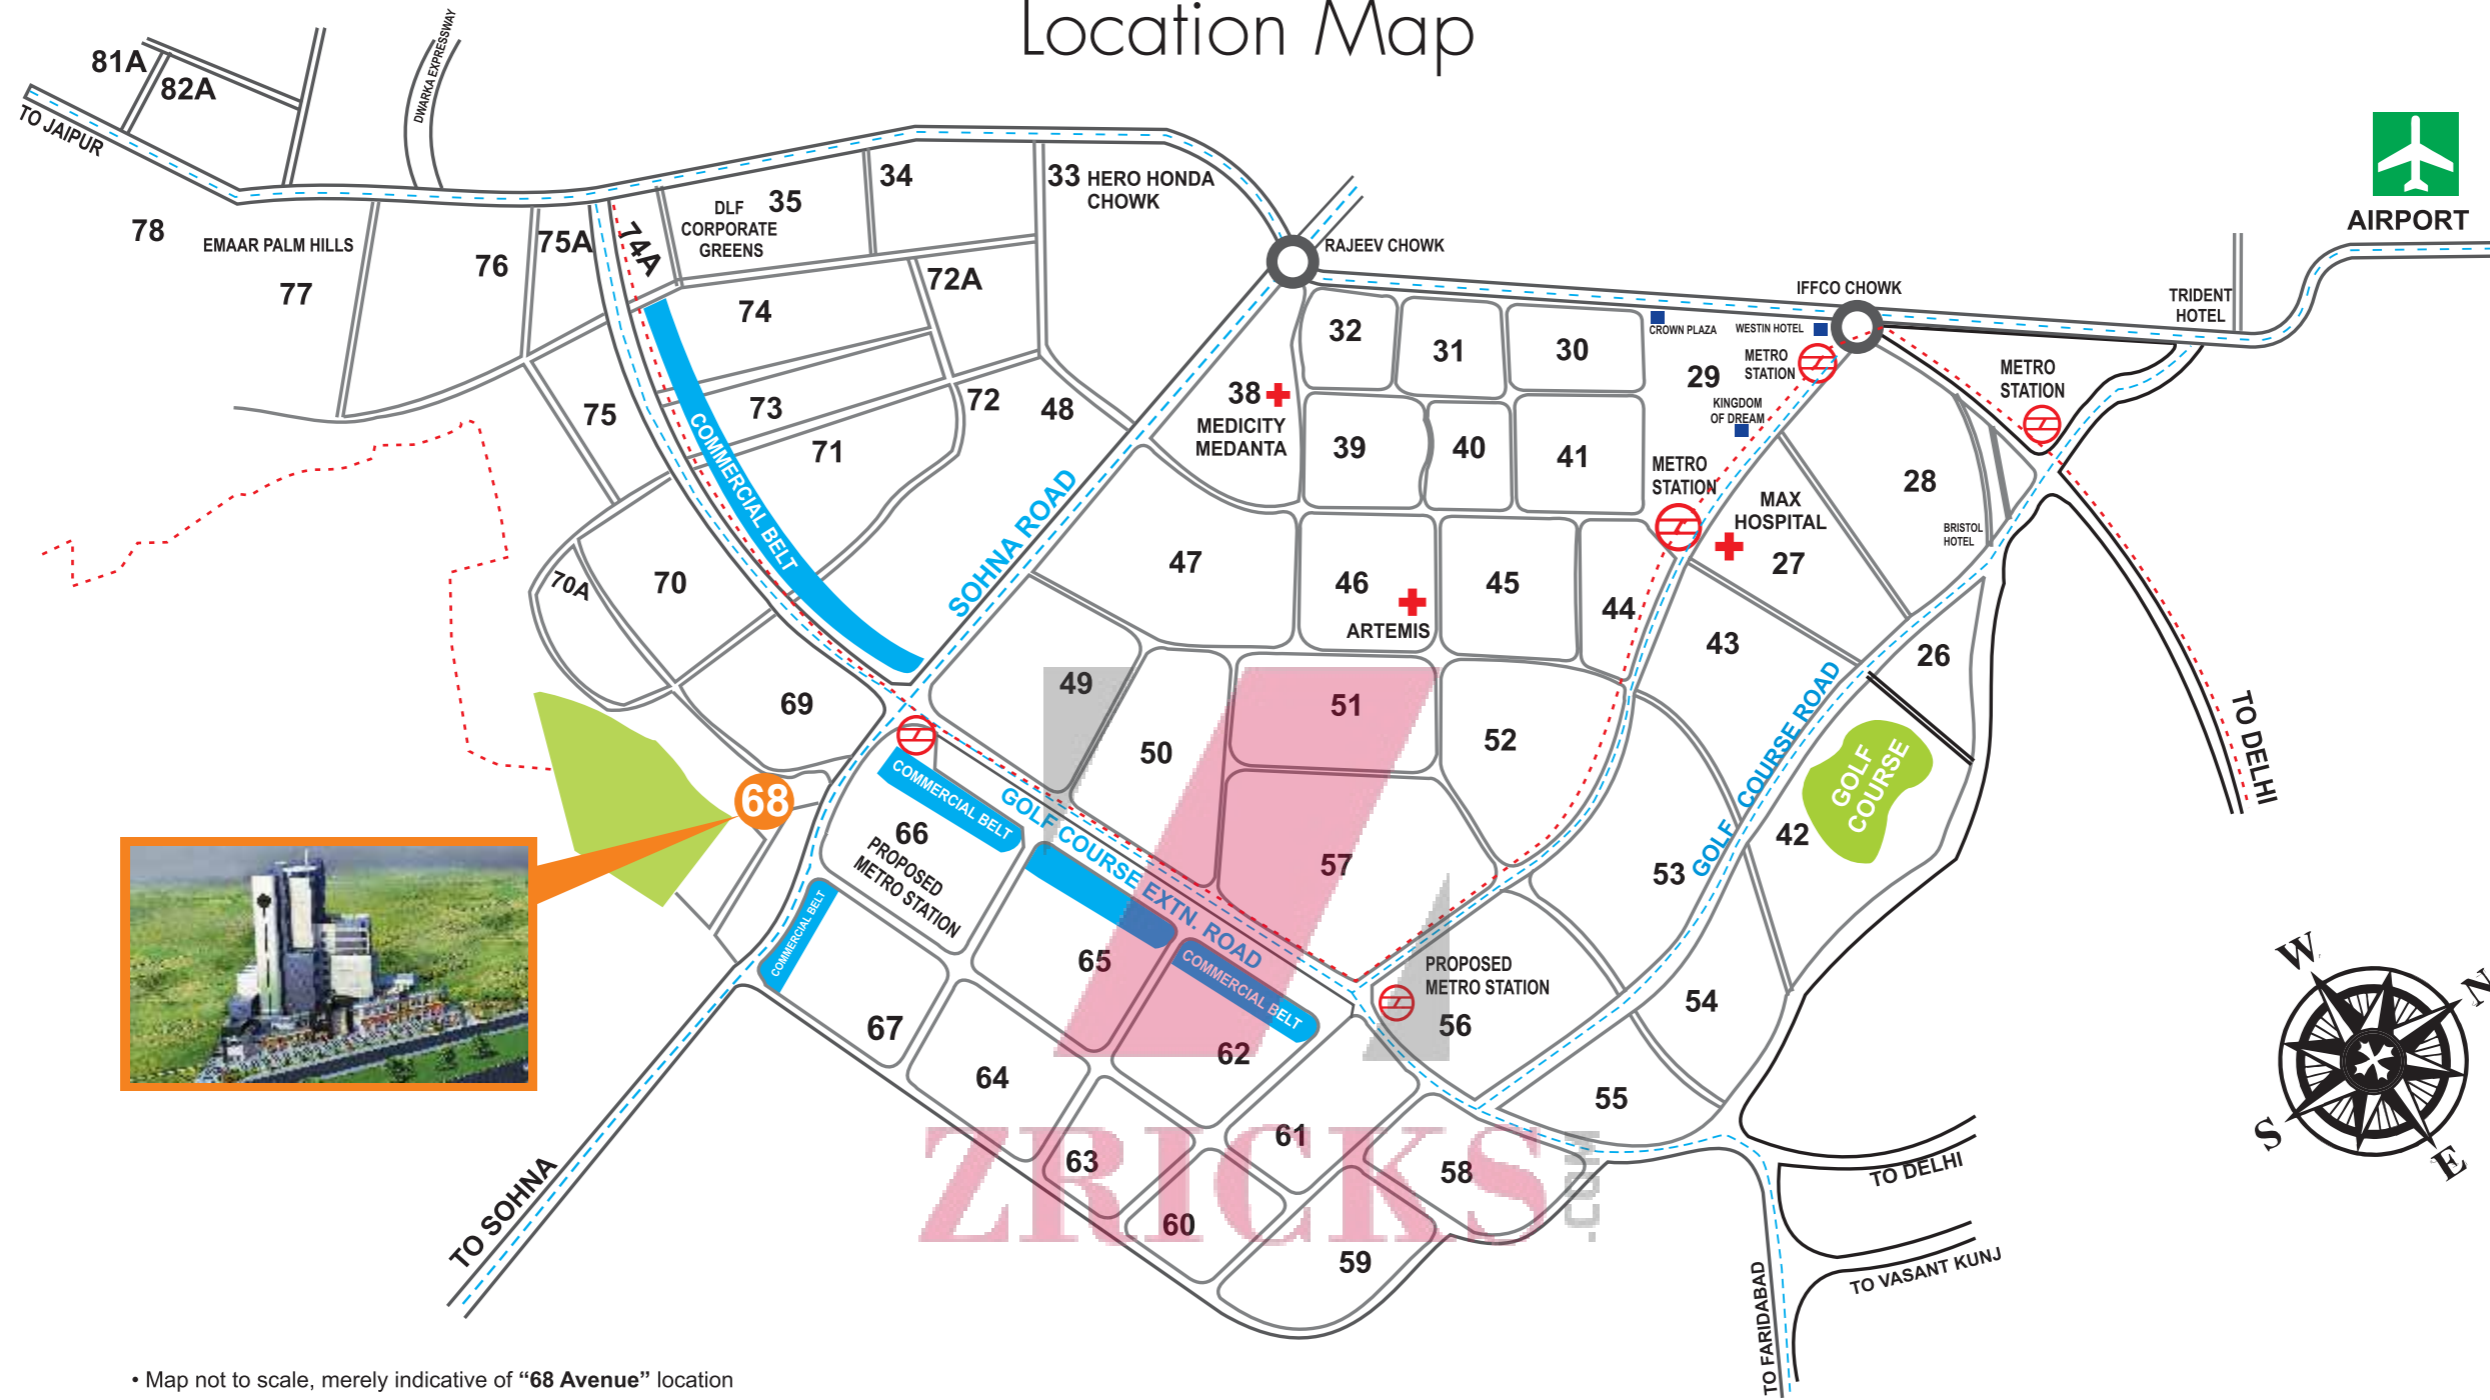 Location Map
81A
82A
TO JAIPUR
DWARKA EXPRESSWAY
AIRPORT
78
EMAAR PALM HILLS
77
76
75A
74A
DLF
CORPORATE
GREENS
35
34
33
HERO HONDA
CHOWK
RAJEEV CHOWK
IFFCO CHOWK
TRIDENT
HOTEL
72A
74
32
31
30
CROWN PLAZA
WESTIN HOTEL
METRO
STATION
METRO
STATION
29
KINGDOM
OF DREAM
38
MEDICITY
MEDANTA
75
73
72
48
71
39
40
41
METRO
STATION
MAX
HOSPITAL
27
28
BRISTOL
HOTEL
COMMERCIAL BELT
SOHNA ROAD
70A
70
47
46
ARTEMIS
45
44
43
26
69
49
50
51
52
GOLF COURSE ROAD
GOLF
COURSE
TO DELHI
68
COMMERCIAL BELT
GOLF COURSE EXTN. ROAD
66
PROPOSED
METRO STATION
57
53
42
COMMERCIAL BELT
65
COMMERCIAL BELT
PROPOSED
METRO STATION
56
54
W
N
S
E
67
64
62
55
63
61
58
60
59
ZRICKS
.com
TO SOHNA
TO DELHI
TO VASANT KUNJ
TO FARIDABAD
• Map not to scale, merely indicative of “68 Avenue” location